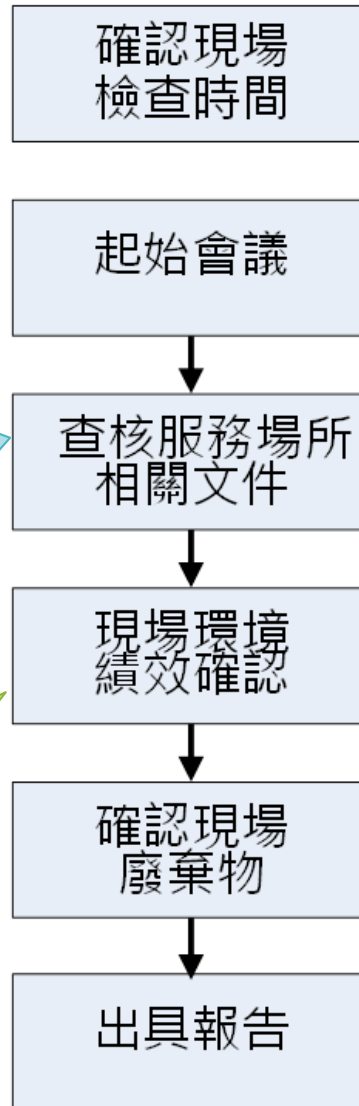 確認現場
檢查時間
起始會議
查核服務場所
相關文件
現場環境
績效確認
確認現場
廢棄物
出具報告